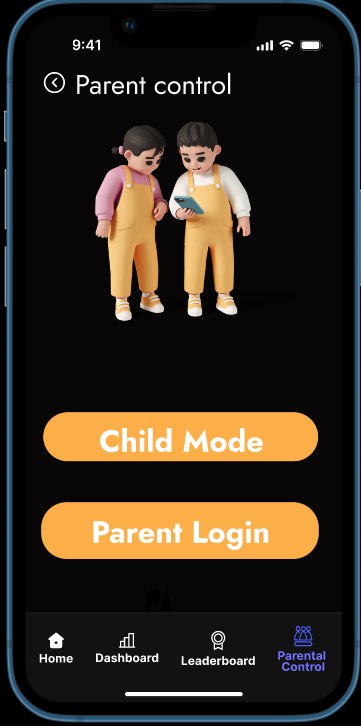 9:41
Parent control
Child Mode
Parent Login
Home
Dashboard
Leaderboard
Parental
Control